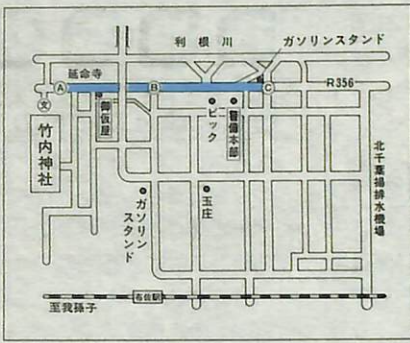 利根川
ガソリンスタンド
延命寺
A
B
C
R356
文
御仮屋
ビック
警備本部
竹内神社
北千葉揚排水機場
ガソリンスタンド
玉庄
布佐駅
至我孫子